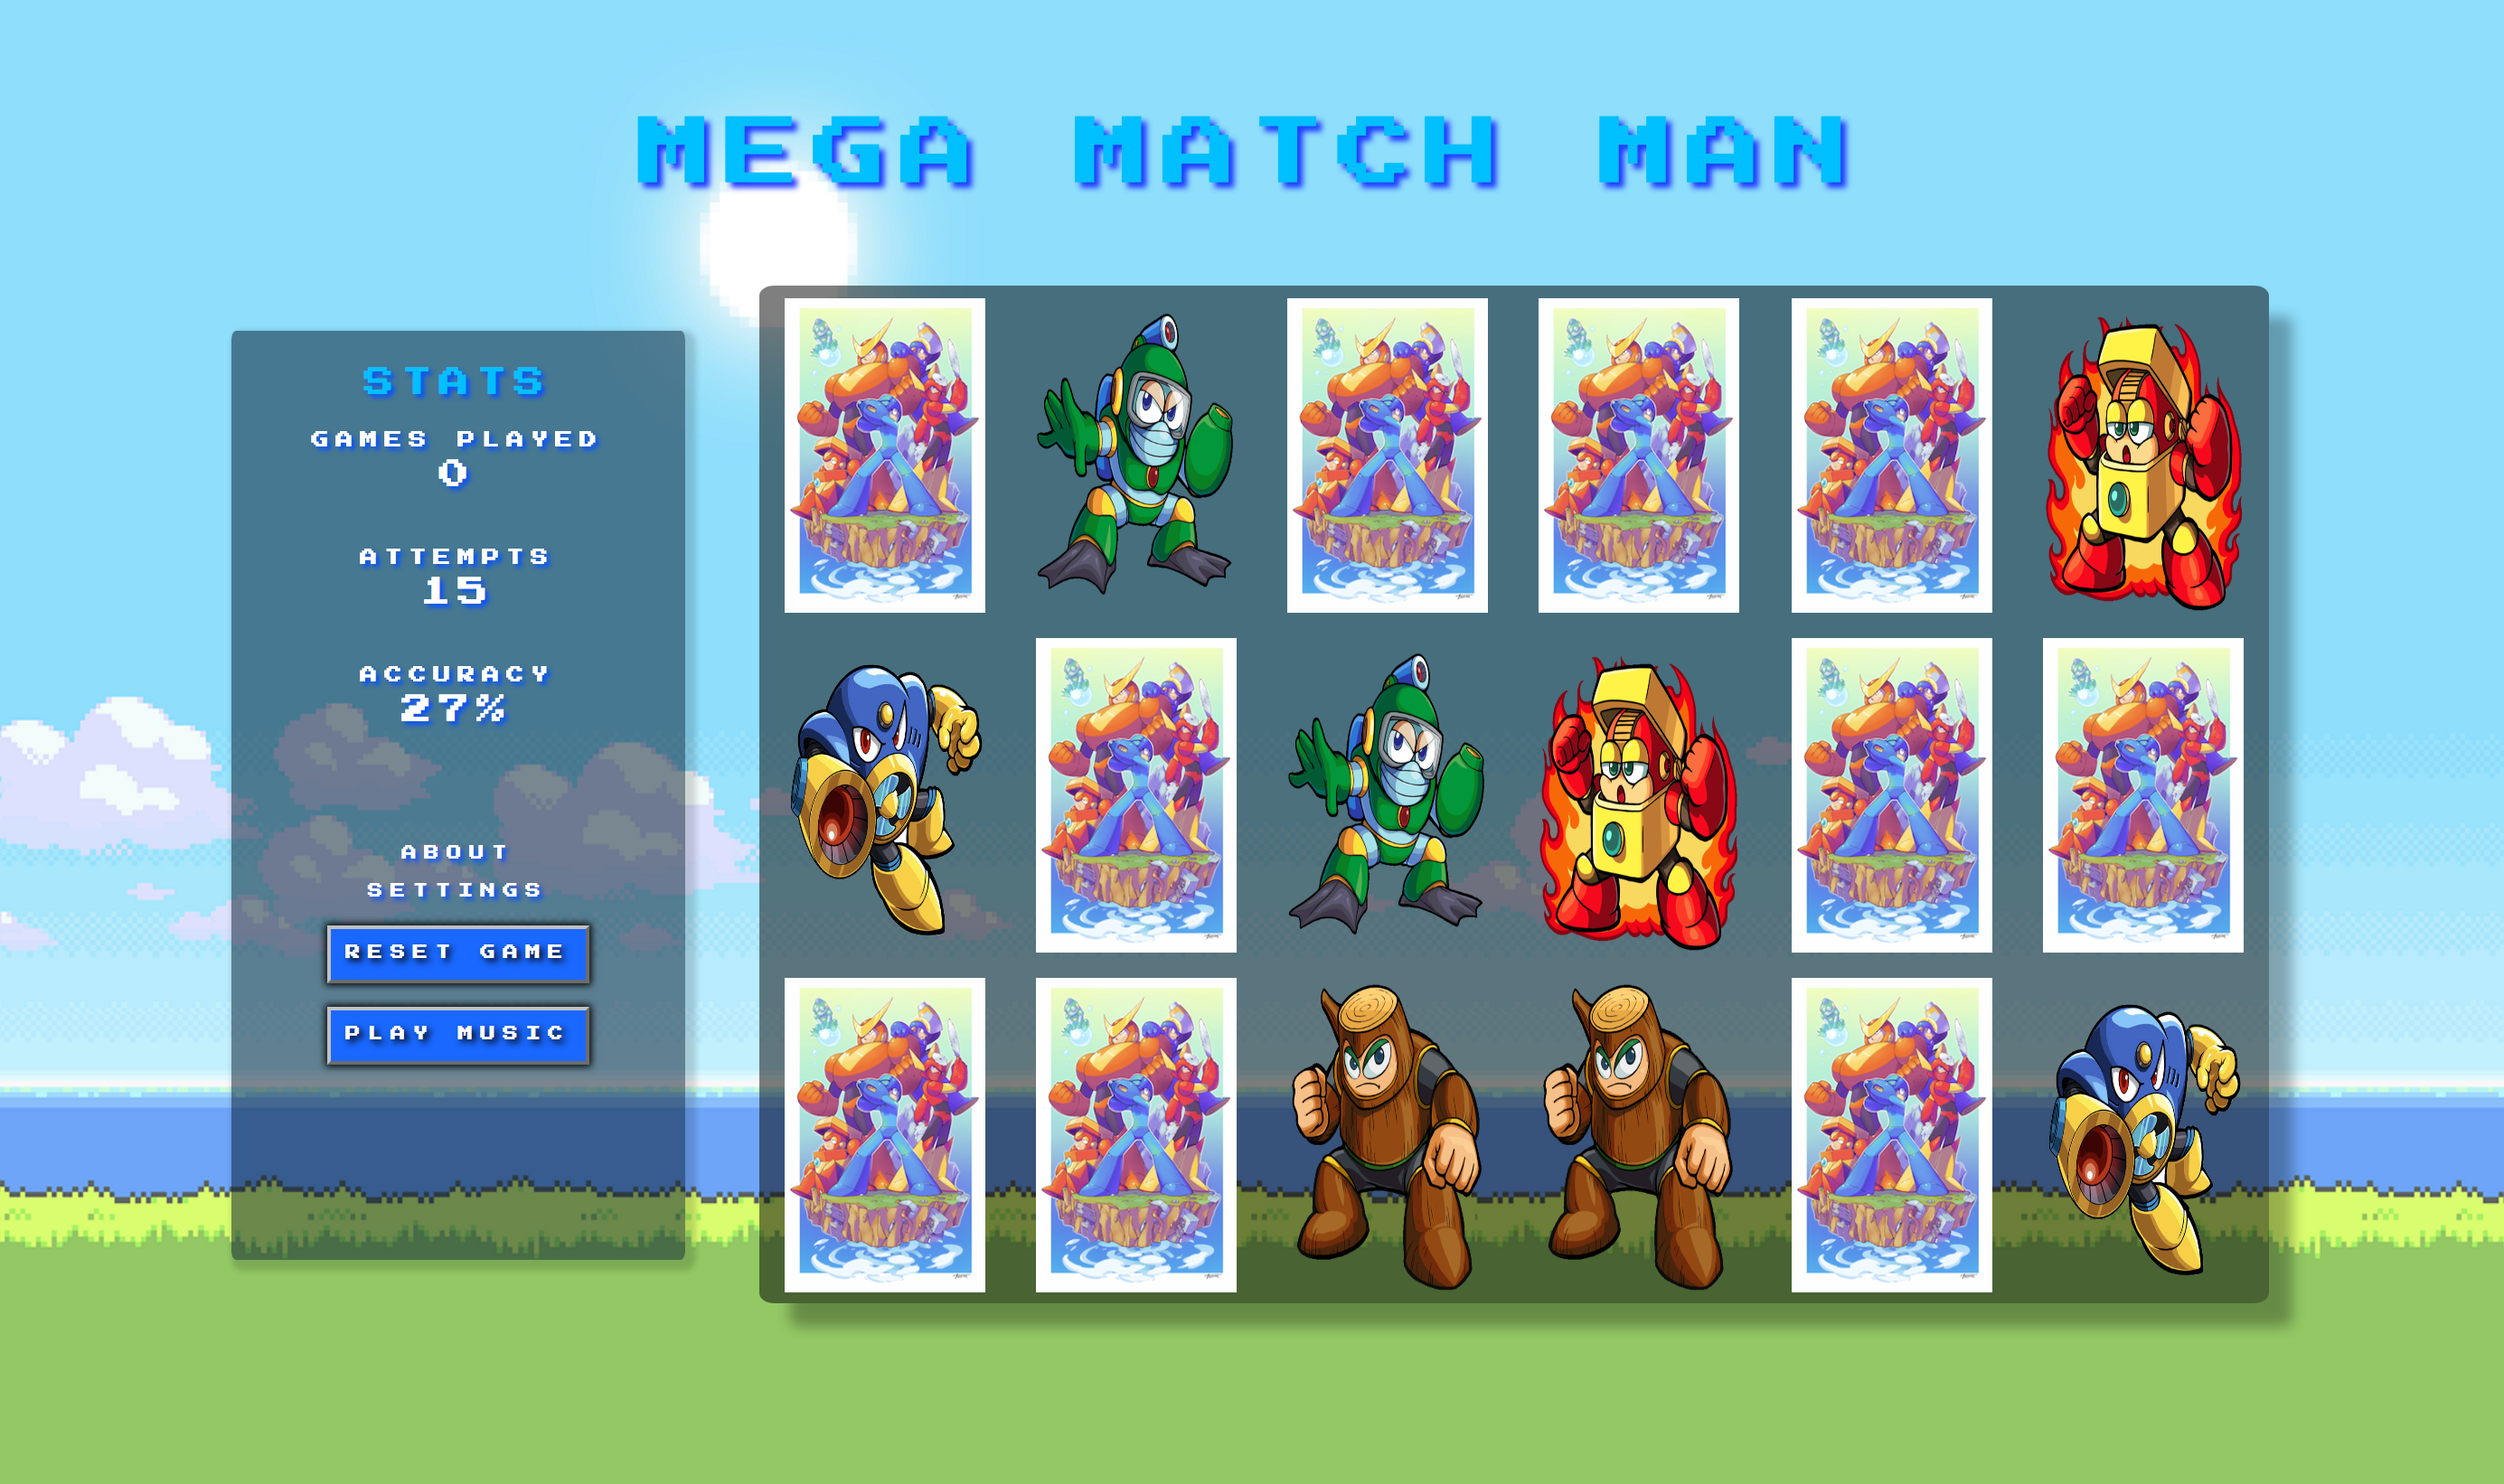 MEGA MATCH MAN
STATS
GAMES PLAYED
0
ATTEMPTS
15
ACCURACY
27%
ABOUT
SETTINGS
RESET GAME
PLAY MUSIC